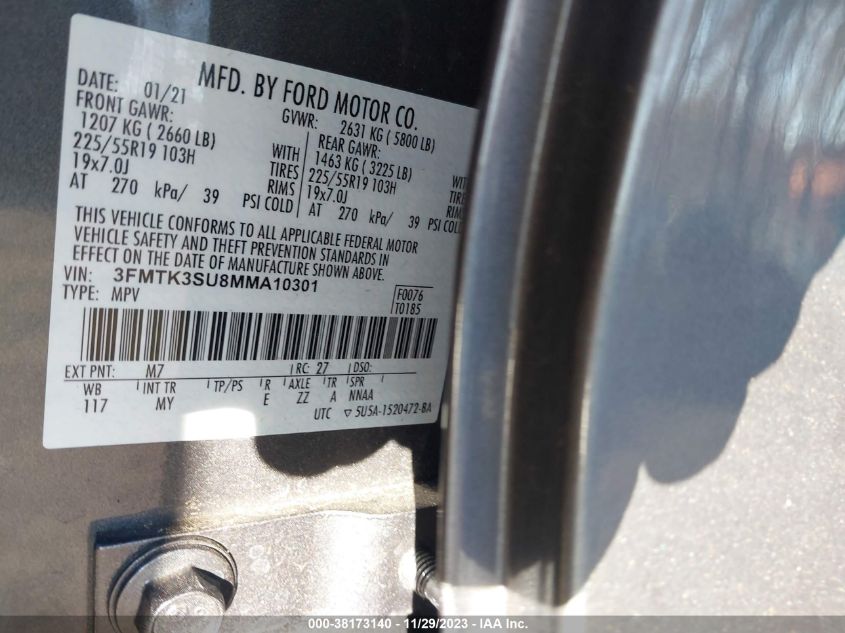 MFD. BY FORD MOTOR CO.
DATE: 01/21
GVWR: 2631 KG ( 5800 LB)
FRONT GAWR:
1207 KG ( 2660 LB)
225/55R19 103H
19x7.0J
AT 270 kPa/ 39 PSI COLD
WITH
TIRES
RIMS
REAR GAWR:
1463 KG ( 3225 LB)
225/55R19 103H
19x7.0J
AT 270 kPa/ 39 PSI COLD
WITH
TIRE
RIMS
THIS VEHICLE CONFORMS TO ALL APPLICABLE FEDERAL MOTOR
VEHICLE SAFETY AND THEFT PREVENTION STANDARDS IN
EFFECT ON THE DATE OF MANUFACTURE SHOWN ABOVE.
VIN: 3FMTK3SU8MMA10301
TYPE: MPV
F0076
T0185
EXT PNT: M7 RC: 27 DSO:
WB INT TR TP/PS R AXLE TR SPR
117 MY E ZZ A NNAA
UTC ▽ 5U5A-1520472-BA
000-38173140 - 11/29/2023 - IAA Inc.